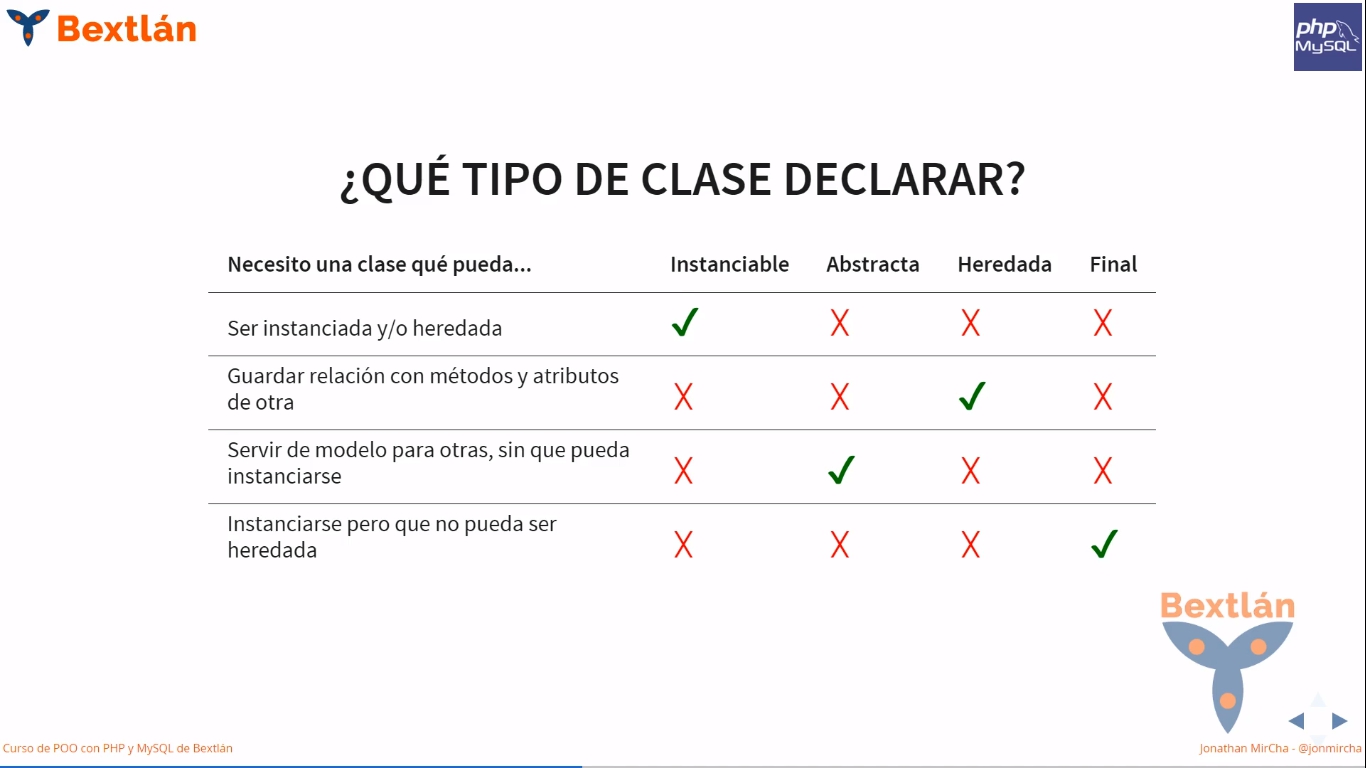 Bextlán
php
MySQL
¿QUÉ TIPO DE CLASE DECLARAR?
Necesito una clase qué pueda... Instanciable Abstracta Heredada Final
Ser instanciada y/o heredada ✓ X X X
Guardar relación con métodos y atributos
de otra X X ✓ X
Servir de modelo para otras, sin que pueda
instanciarse X ✓ X X
Instanciarse pero que no pueda ser
heredada X X X ✓
Bextlán
Curso de POO con PHP y MySQL de Bextlán
Jonathan MirCha - @jonmircha